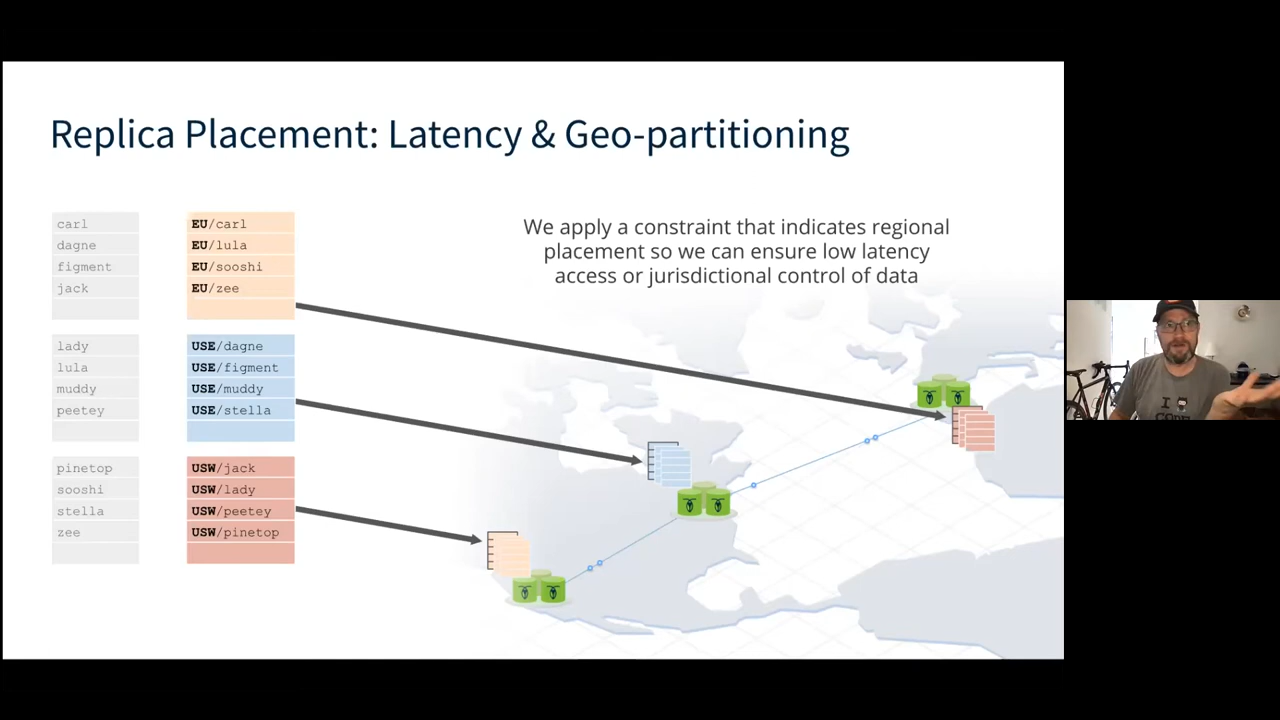 Replica Placement: Latency & Geo-partitioning
carl
dagne
figment
jack
lady
lula
muddy
peetey
pinetop
sooshi
stella
zee
EU/carl
EU/lula
EU/sooshi
EU/zee
USE/dagne
USE/figment
USE/muddy
USE/stella
USW/jack
USW/lady
USW/peetey
USW/pinetop
We apply a constraint that indicates regional
placement so we can ensure low latency
access or jurisdictional control of data
I
CODE